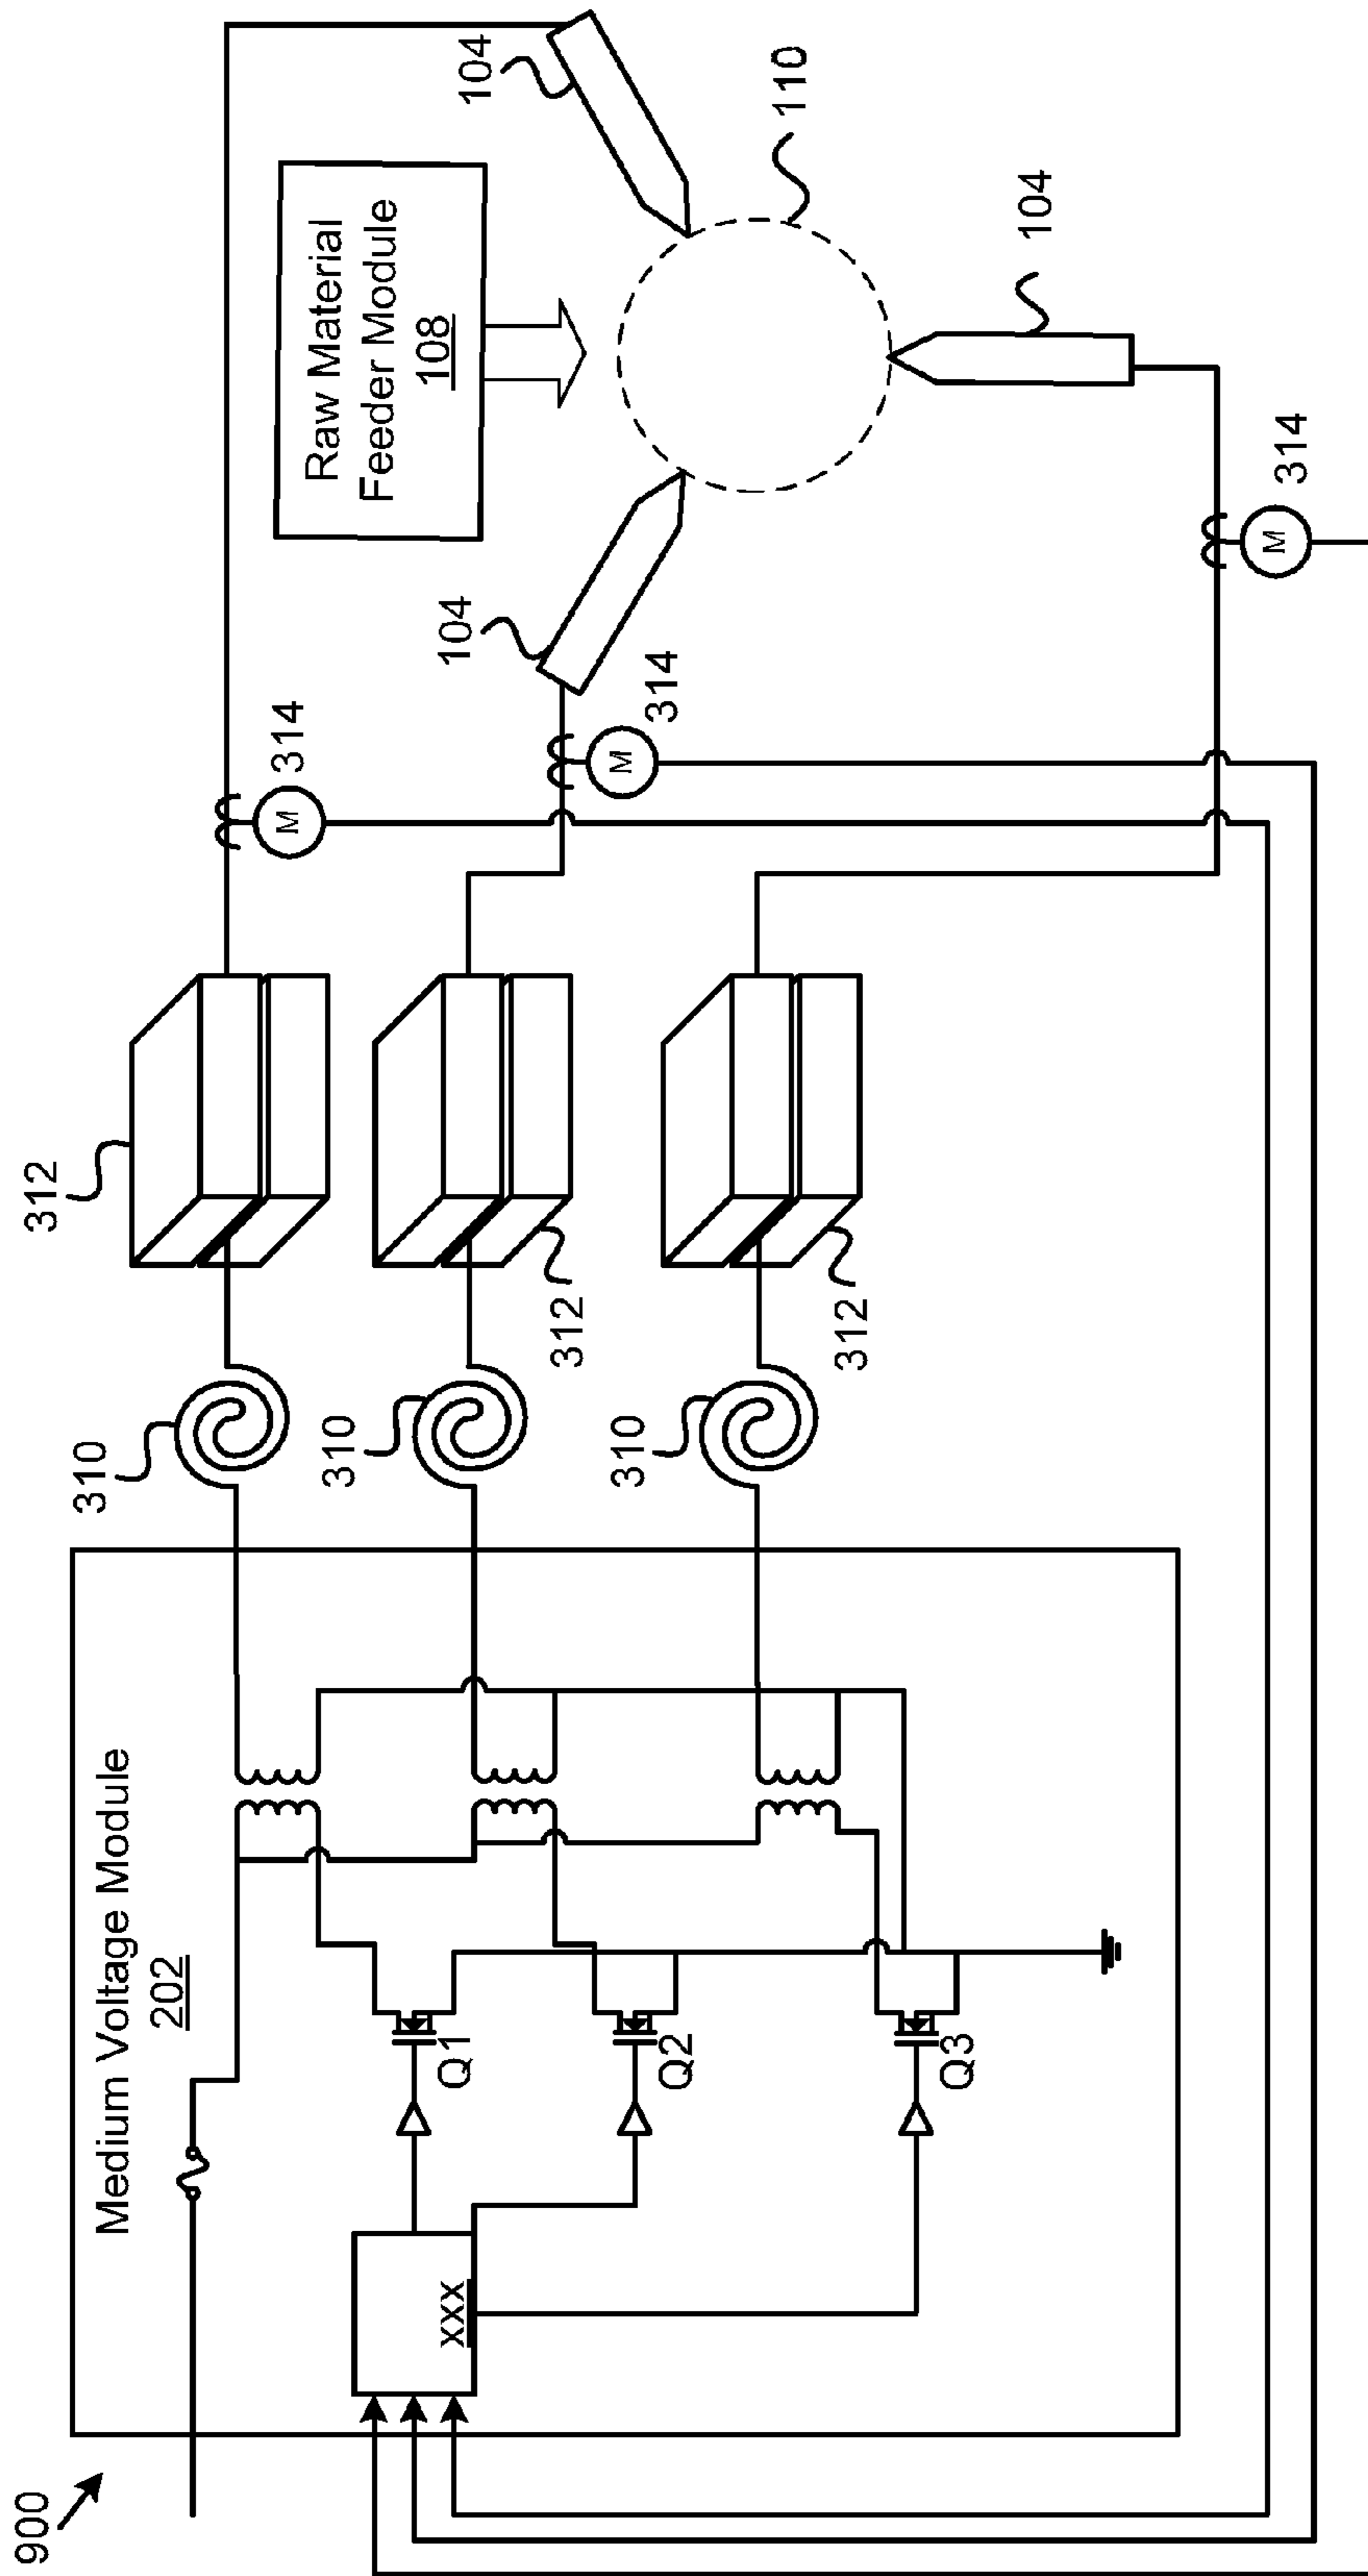 900
Medium Voltage Module
202
xxx
Q1
Q2
Q3
310
310
310
312
312
312
314
314
314
104
104
104
Raw Material
Feeder Module
108
110
M
M
M